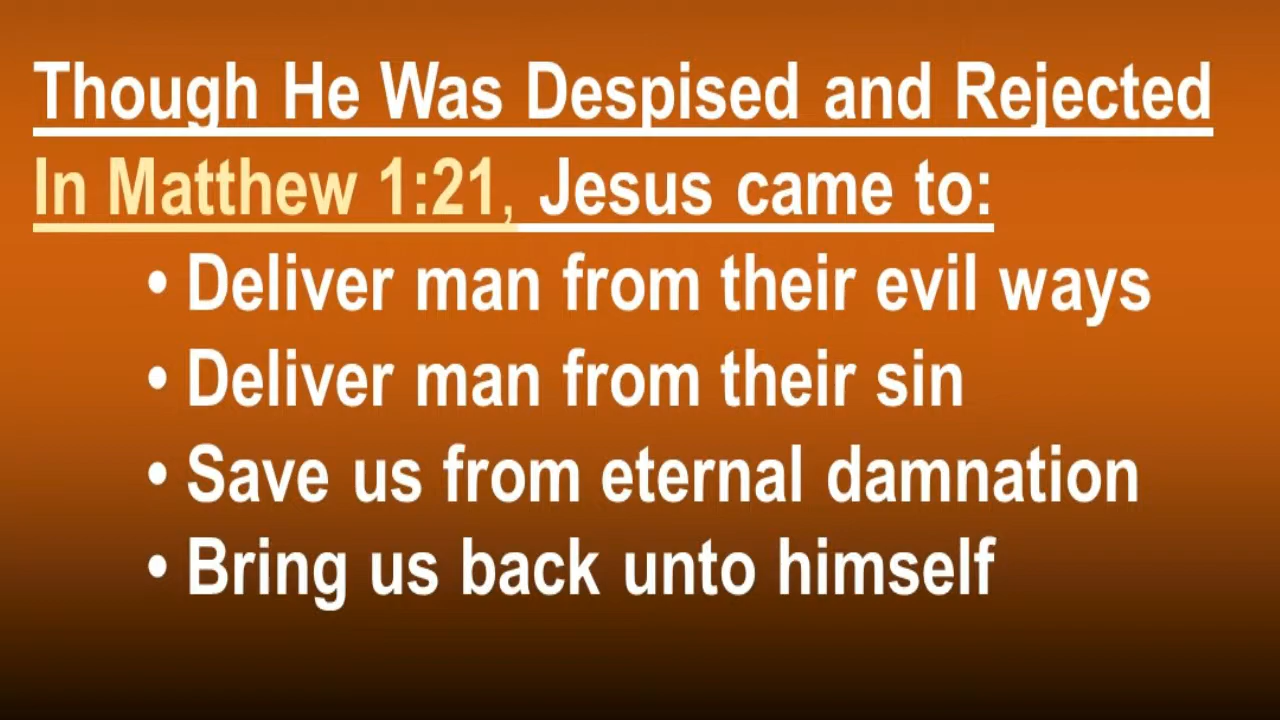 Though He Was Despised and Rejected
In Matthew 1:21, Jesus came to:
• Deliver man from their evil ways
• Deliver man from their sin
• Save us from eternal damnation
• Bring us back unto himself